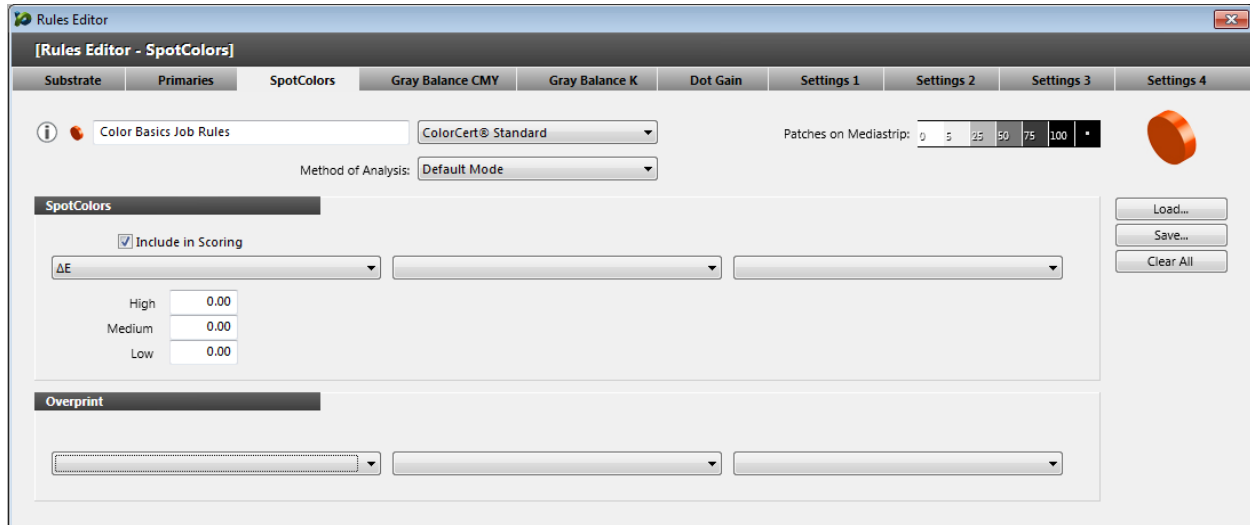 Rules Editor
[Rules Editor - SpotColors]
Substrate Primaries SpotColors Gray Balance CMY Gray Balance K Dot Gain Settings 1 Settings 2 Settings 3 Settings 4
Color Basics Job Rules ColorCert® Standard Patches on Mediastrip: 0 5 25 50 75 100 *
Method of Analysis: Default Mode
SpotColors
Load...
Save...
Clear All
Include in Scoring
ΔE
High 0.00
Medium 0.00
Low 0.00
Overprint